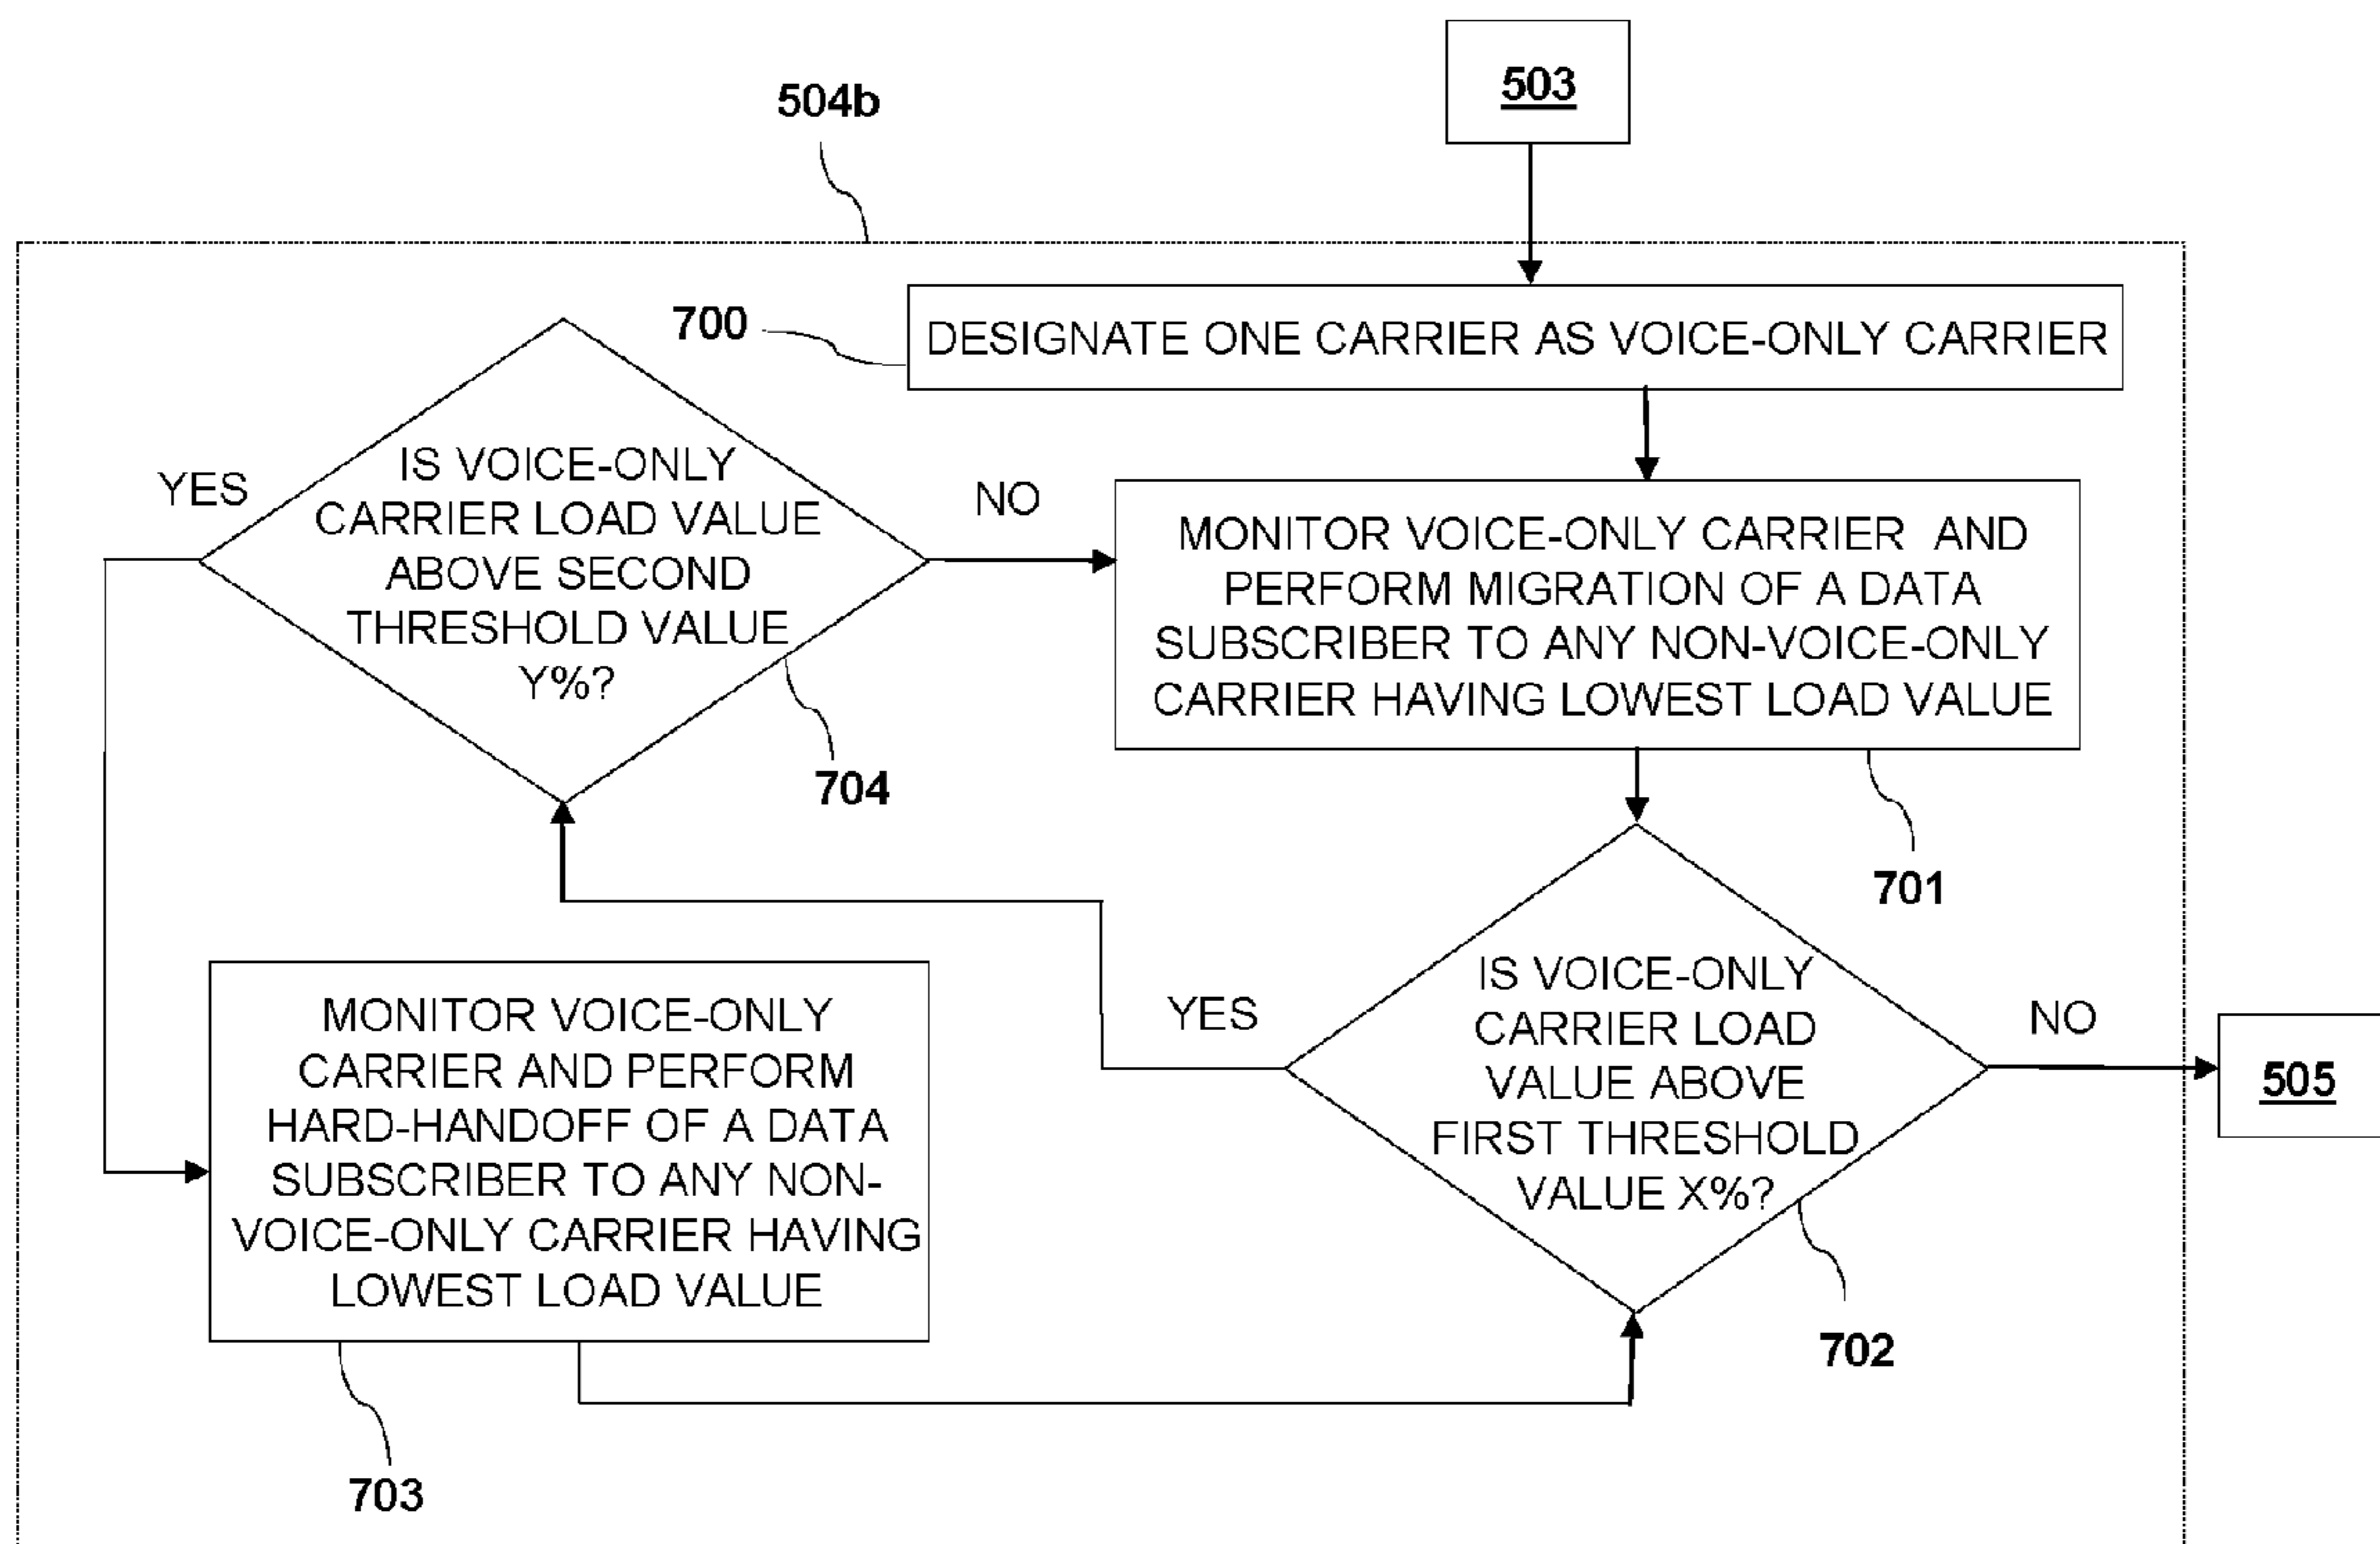 503
504b
700
DESIGNATE ONE CARRIER AS VOICE-ONLY CARRIER
YES
IS VOICE-ONLY
CARRIER LOAD VALUE
ABOVE SECOND
THRESHOLD VALUE
Y%?
NO
704
MONITOR VOICE-ONLY CARRIER AND
PERFORM MIGRATION OF A DATA
SUBSCRIBER TO ANY NON-VOICE-ONLY
CARRIER HAVING LOWEST LOAD VALUE
701
YES
IS VOICE-ONLY
CARRIER LOAD
VALUE ABOVE
FIRST THRESHOLD
VALUE X%?
NO
505
702
MONITOR VOICE-ONLY
CARRIER AND PERFORM
HARD-HANDOFF OF A DATA
SUBSCRIBER TO ANY NON-
VOICE-ONLY CARRIER HAVING
LOWEST LOAD VALUE
703